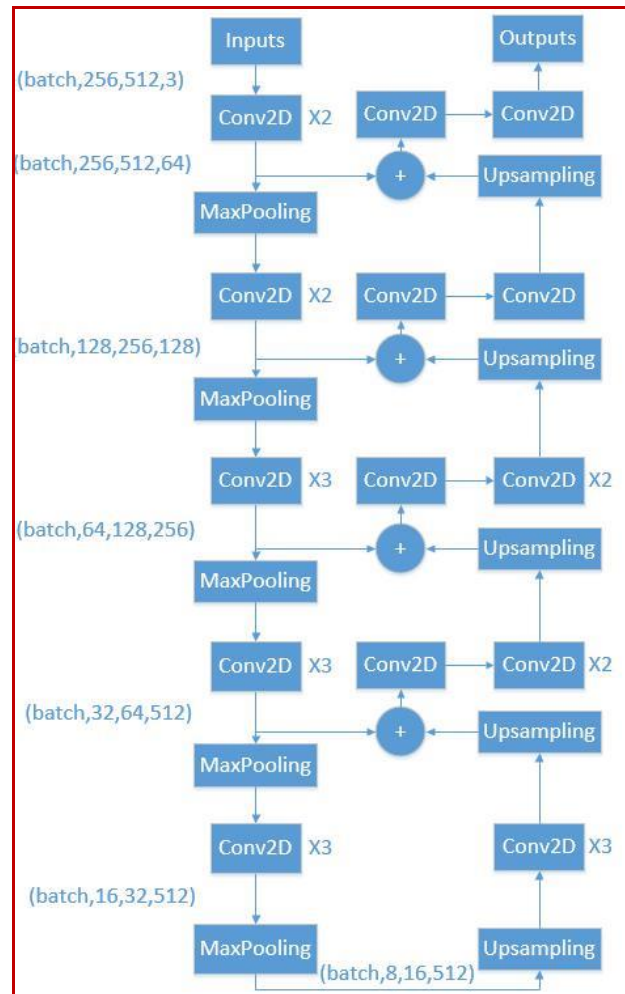 Inputs
Outputs
(batch,256,512,3)
Conv2D X2
Conv2D
Conv2D
(batch,256,512,64)
+
Upsampling
MaxPooling
Conv2D X2
Conv2D
Conv2D
(batch,128,256,128)
+
Upsampling
MaxPooling
Conv2D X3
Conv2D
Conv2D X2
(batch,64,128,256)
+
Upsampling
MaxPooling
Conv2D X3
Conv2D
Conv2D X2
(batch,32,64,512)
+
Upsampling
MaxPooling
Conv2D X3
Conv2D X3
(batch,16,32,512)
MaxPooling
Upsampling
(batch,8,16,512)